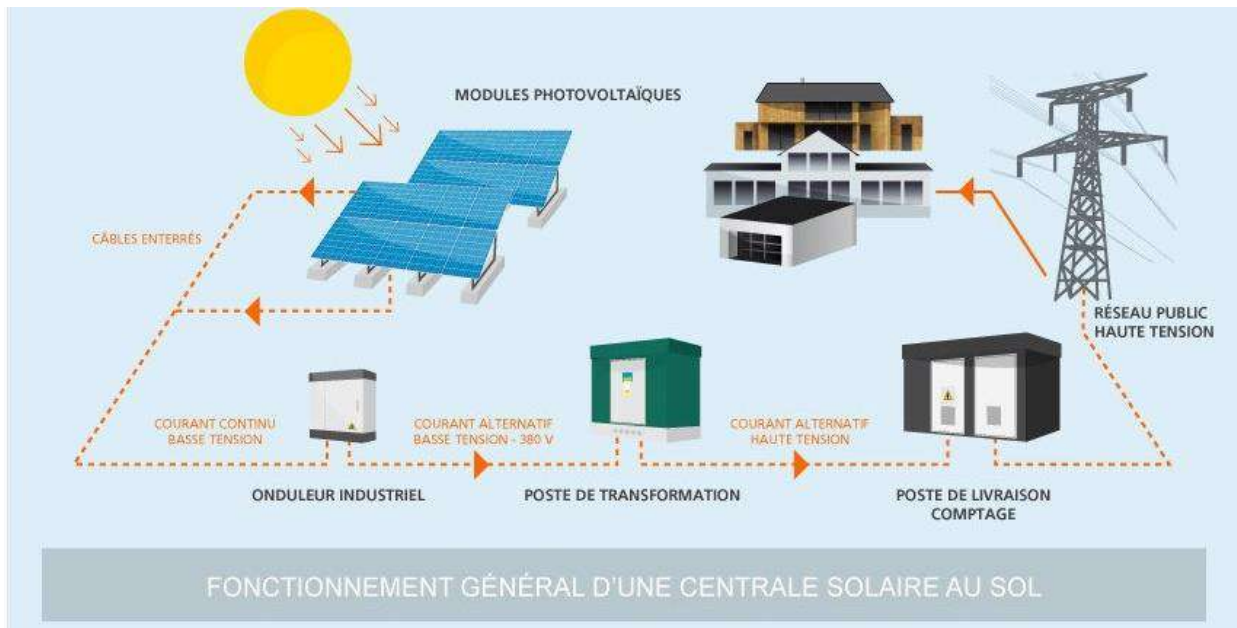 MODULES PHOTOVOLTAÏQUES
CÂBLES ENTERRÉS
RÉSEAU PUBLIC
HAUTE TENSION
COURANT CONTINU
BASSE TENSION
COURANT ALTERNATIF
BASSE TENSION - 380 V
COURANT ALTERNATIF
HAUTE TENSION
ONDULEUR INDUSTRIEL
POSTE DE TRANSFORMATION
POSTE DE LIVRAISON
COMPTAGE
FONCTIONNEMENT GÉNÉRAL D'UNE CENTRALE SOLAIRE AU SOL